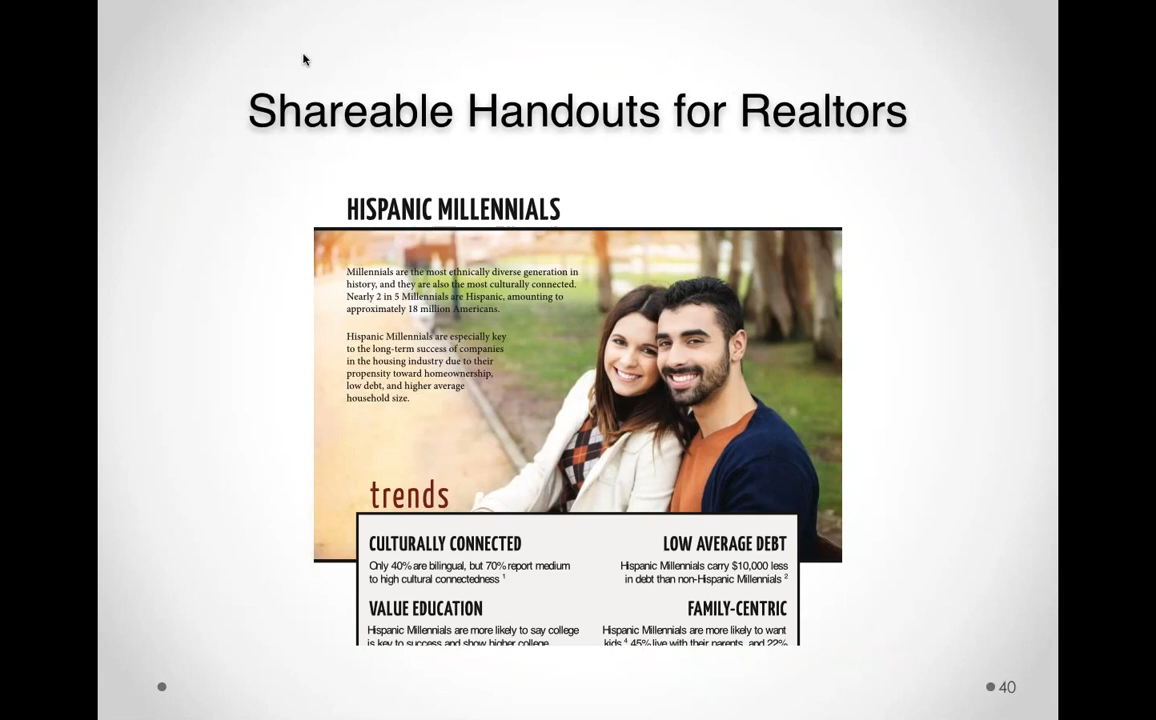 Shareable Handouts for Realtors
HISPANIC MILLENNIALS
Millennials are the most ethnically diverse generation in
history, and they are also the most culturally connected.
Nearly 2 in 5 Millennials are Hispanic, amounting to
approximately 18 million Americans.
Hispanic Millennials are especially key
to the long-term success of companies
in the housing industry due to their
propensity toward homeownership,
low debt, and higher average
household size.
trends
CULTURALLY CONNECTED
Only 40% are bilingual, but 70% report medium
to high cultural connectedness 1
LOW AVERAGE DEBT
Hispanic Millennials carry $10,000 less
in debt than non-Hispanic Millennials 2
VALUE EDUCATION
Hispanic Millennials are more likely to say college
is key to success and show higher college
FAMILY-CENTRIC
Hispanic Millennials are more likely to want
kids 4 45% live with their parents, and 22%
40